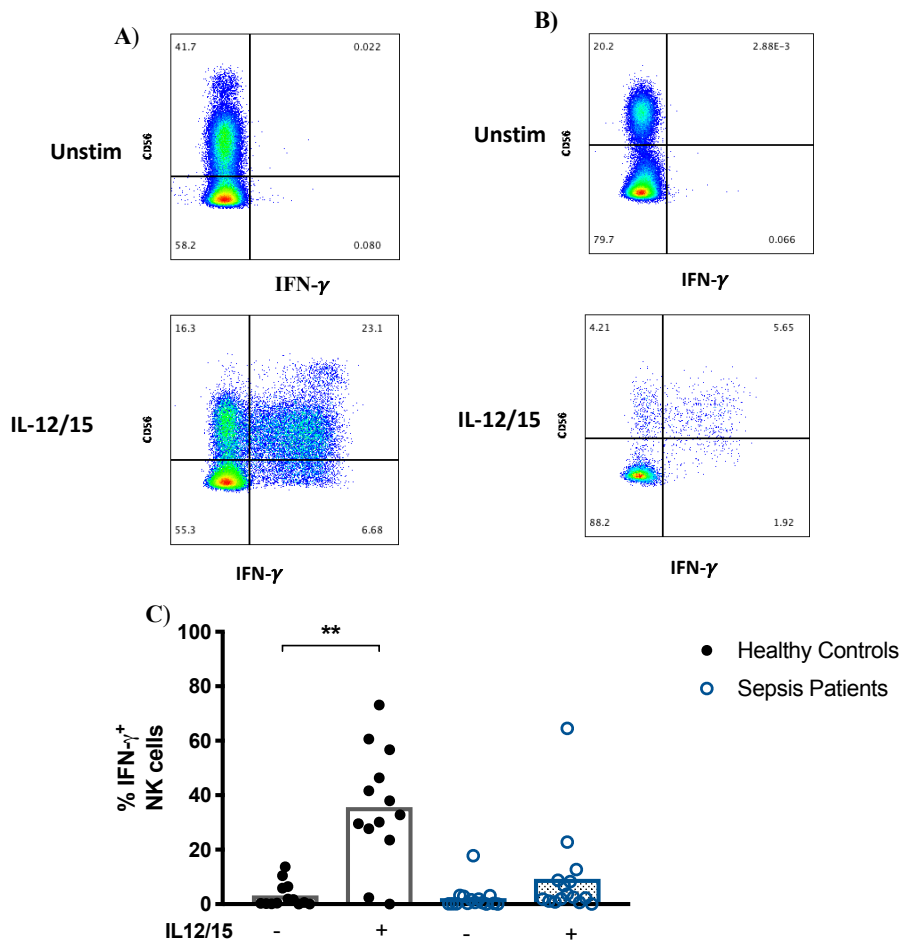 A)
B)
41.7 0.022
Unstim
CD56
58.2 0.080
IFN-γ
20.2 2.88E-3
Unstim
CD56
79.7 0.066
IFN-γ
16.3 23.1
IL-12/15
CD56
55.3 6.68
IFN-γ
4.21 5.65
IL-12/15
CD56
88.2 1.92
IFN-γ
C)
**
100
80
60
40
20
0
% IFN-γ+
NK cells
IL12/15 - + - +
Healthy Controls
Sepsis Patients